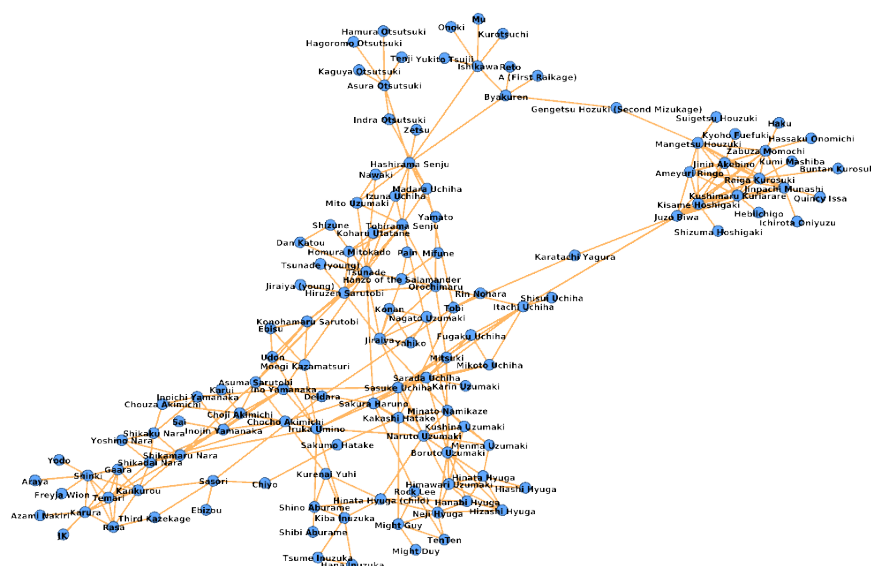 Hamura Otsutsuki
Hagoromo Otsutsuki
Tenji
Kaguya Otsutsuki
Asura Otsutsuki
Indra Otsutsuki
Zetsu
Mu
Onoki
Kurotsuchi
Yukito Tsujii
Ishikawa
Reto
A (First Raikage)
Byakuren
Gengetsu Hozuki (Second Mizukage)
Suigetsu Houzuki
Haku
Kyoho Fuefuki
Hassaku Onomichi
Mangetsu Houzuki
Zabuza Momochi
Jinin Akebino
Kumi Mashiba
Buntan Kurosuki
Ameyuri Ringo
Raiga Kurosuki
Jinpachi Munashi
Kushimaru Kuriarare
Quincy Issa
Kisame Hoshigaki
Juzo Biwa
Hebiichigo
Ichirota Oniyuzu
Shizuma Hoshigaki
Hashirama Senju
Nawaki
Izuna Uchiha
Madara Uchiha
Mito Uzumaki
Yamato
Shizune
Tobirama Senju
Koharu Utatane
Dan Katou
Homura Mitokado
Pain
Mifune
Karatachi Yagura
Tsunade (young)
Tsunade
Hanzo of the Salamander
Orochimaru
Jiraiya (young)
Hiruzen Sarutobi
Rin Nohara
Shisui Uchiha
Itachi Uchiha
Konan
Tobi
Nagato Uzumaki
Konohamaru Sarutobi
Ebisu
Jiraiya
Yahiko
Fugaku Uchiha
Udon
Moegi Kazamatsuri
Mitsuki
Mikoto Uchiha
Asuma Sarutobi
Ino Yamanaka
Sarada Uchiha
Sasuke Uchiha
Karin Uzumaki
Karui
Inoichi Yamanaka
Deidara
Chouza Akimichi
Choji Akimichi
Sakura Haruno
Minato Namikaze
Sai
Chocho Akimichi
Kakashi Hatake
Kushina Uzumaki
Shikaku Nara
Inojin Yamanaka
Iruka Umino
Naruto Uzumaki
Yoshino Nara
Sakumo Hatake
Menma Uzumaki
Shikamaru Nara
Boruto Uzumaki
Yodo
Shikadai Nara
Gaara
Shinki
Araya
Sasori
Chiyo
Kurenai Yuhi
Hinata Hyuga
Himawari Uzumaki
Hiashi Hyuga
Freyja Wion
Temari
Kankurou
Rock Lee
Hinata Hyuga (child)
Hanabi Hyuga
Azami Nakiri
Karura
Third Kazekage
Ebizou
Shino Aburame
Kiba Inuzuka
Neji Hyuga
Hizashi Hyuga
JK
Rasa
Shibi Aburame
Might Guy
TenTen
Tsume Inuzuka
Might Duy
Hana Inuzuka